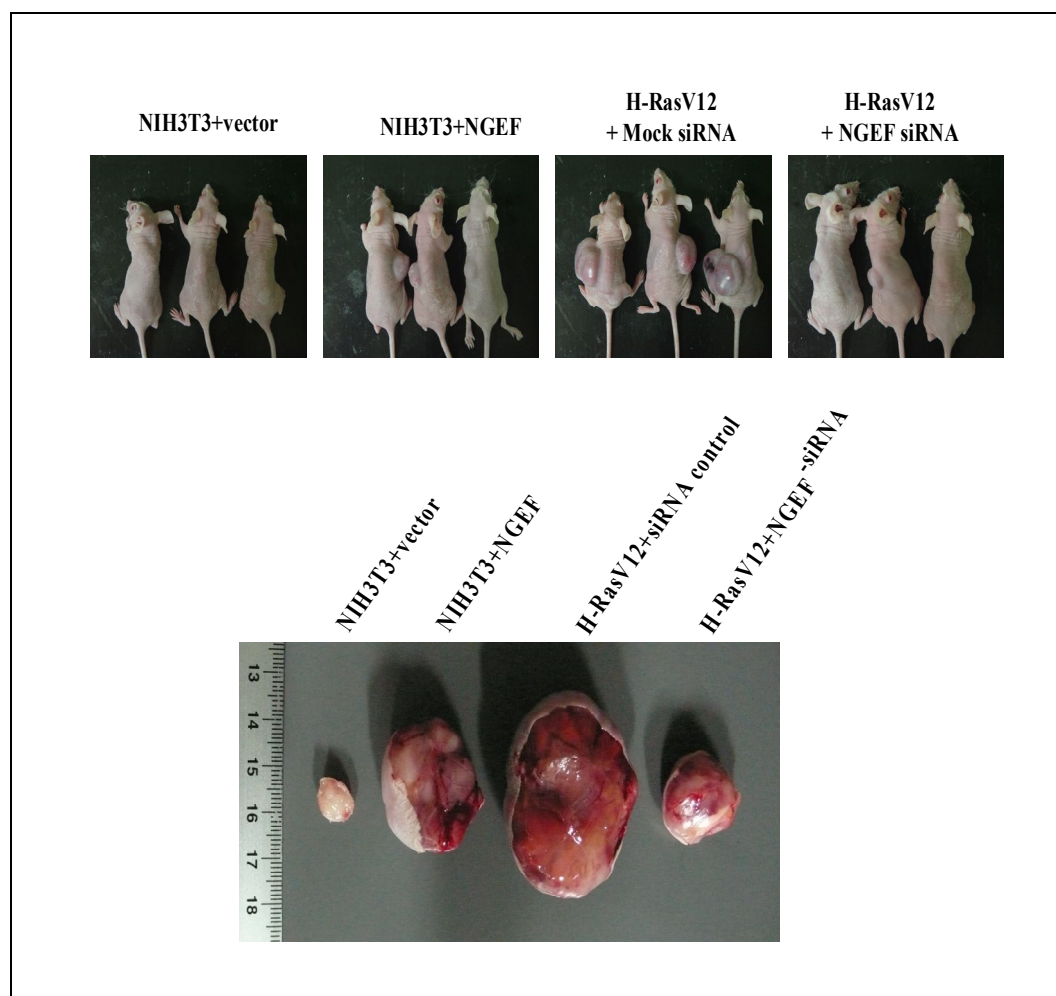 NIH3T3+vector
NIH3T3+NGEF
H-RasV12
+ Mock siRNA
H-RasV12
+ NGEF siRNA
NIH3T3+vector
NIH3T3+NGEF
H-RasV12+siRNA control
H-RasV12+NGEF-siRNA
13
14
15
16
17
18